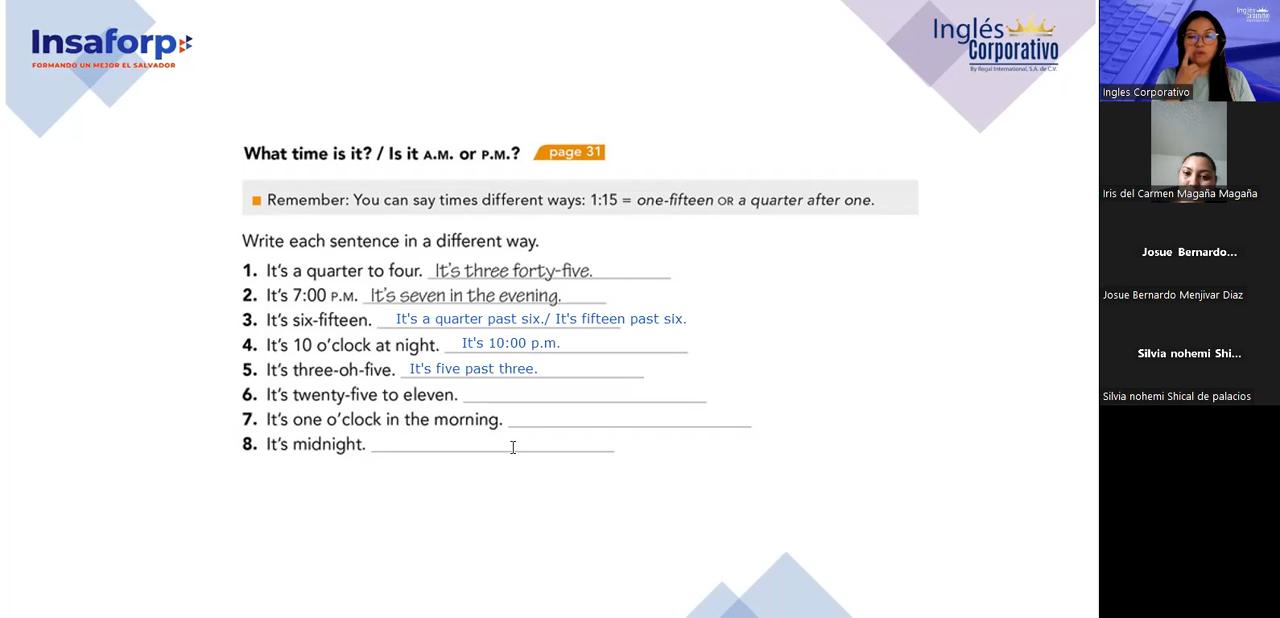 Insaforp
FORMANDO UN MEJOR EL SALVADOR
Inglés
Corporativo
By Regal International, S.A. de C.V.
What time is it? / Is it A.M. or P.M.? page 31
Remember: You can say times different ways: 1:15 = one-fifteen OR a quarter after one.
Write each sentence in a different way.
1. It's a quarter to four. It's three forty-five.
2. It's 7:00 P.M. It's seven in the evening.
3. It's six-fifteen. It's a quarter past six./ It's fifteen past six.
4. It's 10 o'clock at night. It's 10:00 p.m.
5. It's three-oh-five. It's five past three.
6. It's twenty-five to eleven.
7. It's one o'clock in the morning.
8. It's midnight.
Ingles Corporativo
Iris del Carmen Magaña Magaña
Josue Bernardo...
Josue Bernardo Menjivar Diaz
Silvia nohemi Shi...
Silvia nohemi Shical de palacios